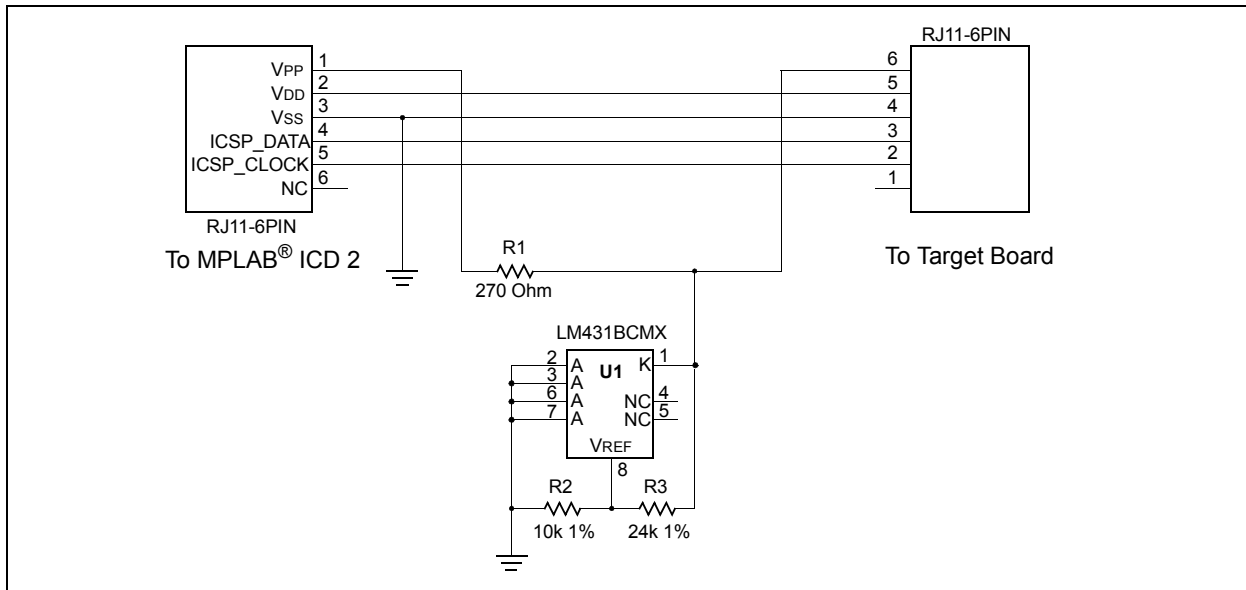 RJ11-6PIN
VPP 1
VDD 2
VSS 3
ICSP_DATA 4
ICSP_CLOCK 5
NC 6
RJ11-6PIN
To MPLAB® ICD 2
6
5
4
3
2
1
To Target Board
R1
270 Ohm
LM431BCMX
2 A U1 K 1
3 A
6 A NC 4
7 A NC 5
VREF
8
R2 R3
10k 1% 24k 1%